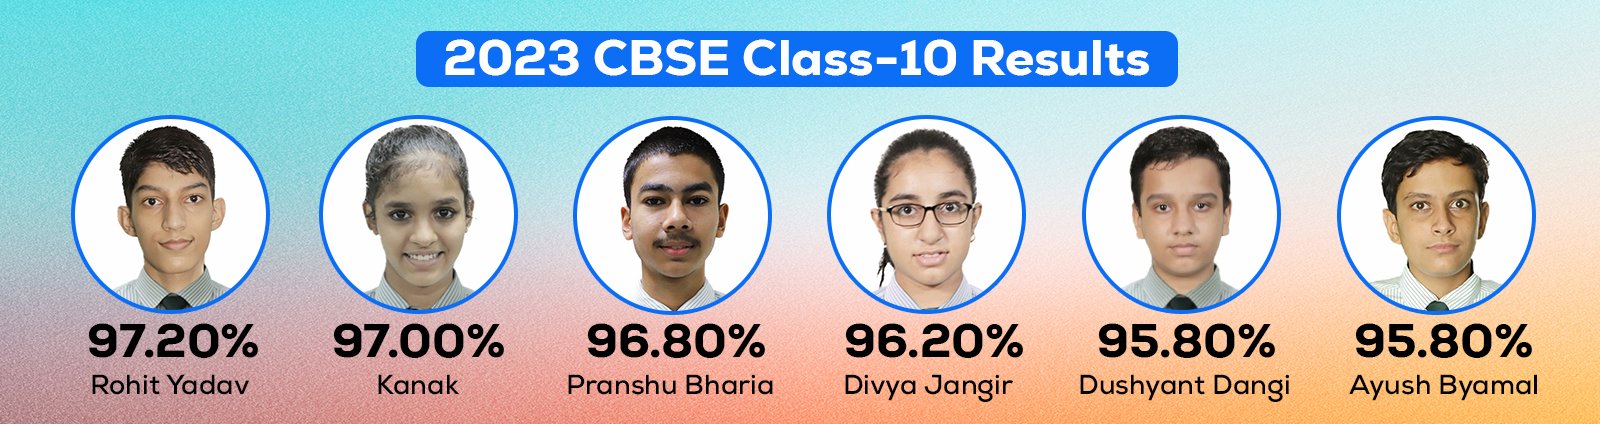 2023 CBSE Class-10 Results
97.20% 97.00% 96.80% 96.20% 95.80% 95.80%
Rohit Yadav Kanak Pranshu Bharia Divya Jangir Dushyant Dangi Ayush Byamal